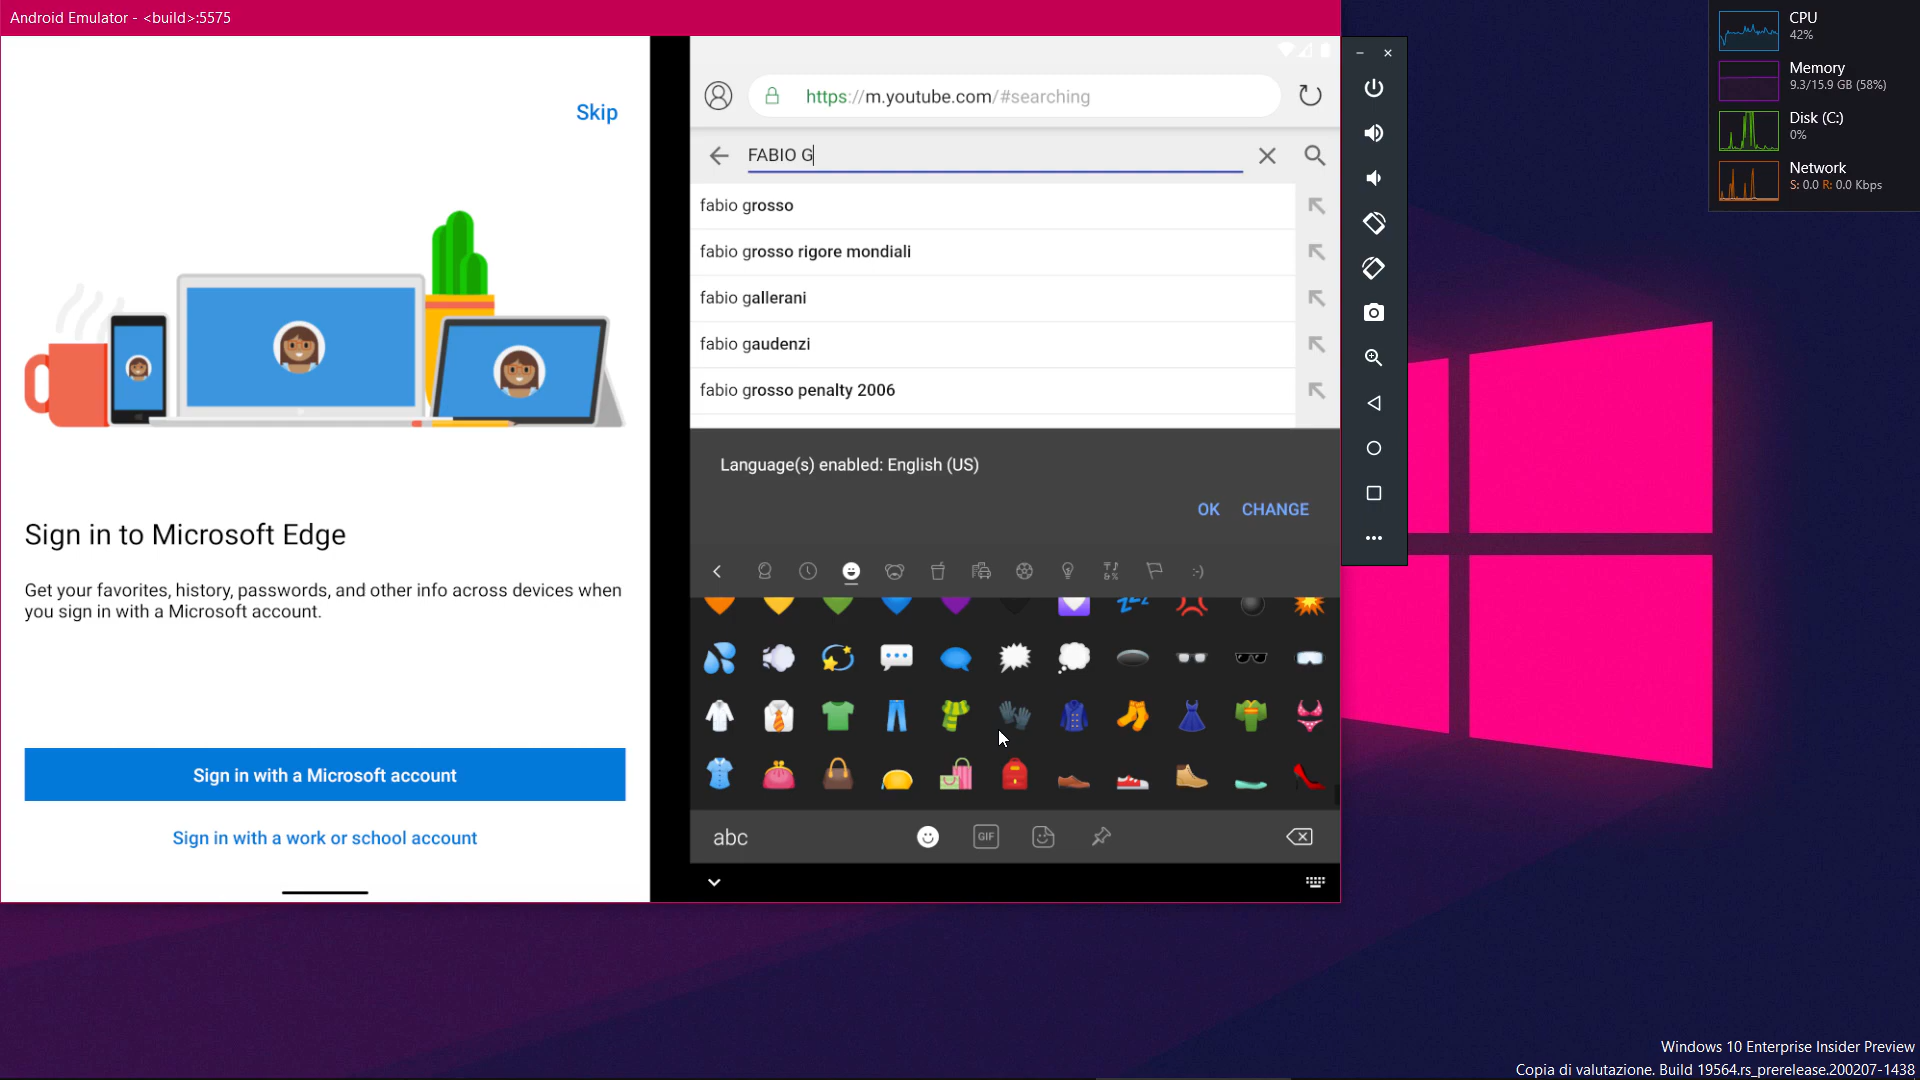 Android Emulator - <build>:5575
Skip
Sign in to Microsoft Edge
Get your favorites, history, passwords, and other info across devices when
you sign in with a Microsoft account.
Sign in with a Microsoft account
Sign in with a work or school account
https://m.youtube.com/#searching
FABIO G
fabio grosso
fabio grosso rigore mondiali
fabio gallerani
fabio gaudenzi
fabio grosso penalty 2006
Language(s) enabled: English (US)
OK CHANGE
:-)
abc
GIF
CPU
42%
Memory
9.3/15.9 GB (58%)
Disk (C:)
0%
Network
S: 0.0 R: 0.0 Kbps
Windows 10 Enterprise Insider Preview
Copia di valutazione. Build 19564.rs_prerelease.200207-1438